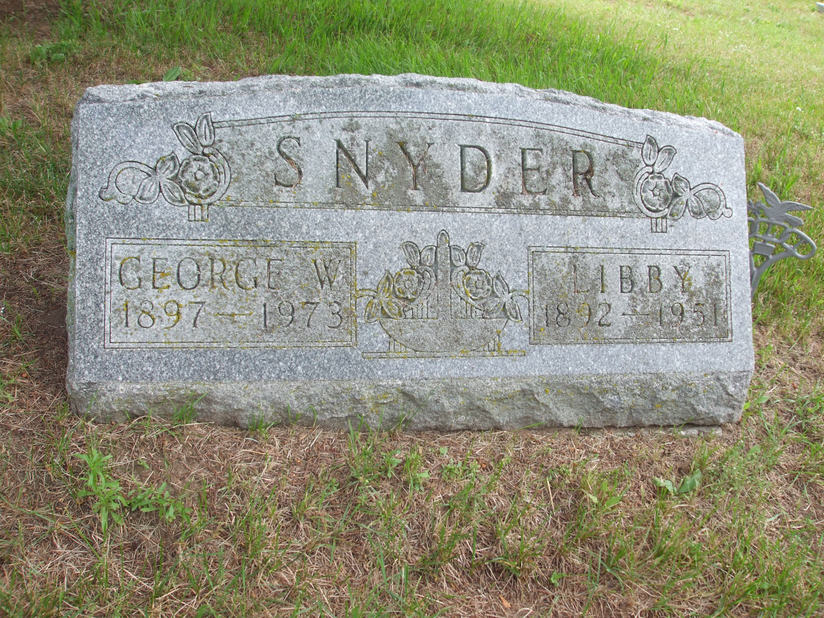 SNYDER
GEORGE W.
1897 — 1973
LIBBY
1892 — 1951